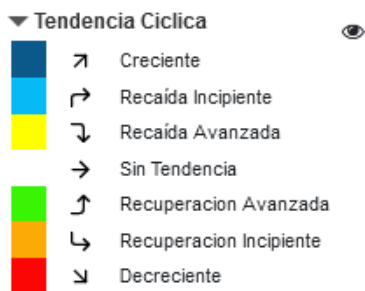 Tendencia Ciclica
Creciente
Recaída Incipiente
Recaída Avanzada
Sin Tendencia
Recuperacion Avanzada
Recuperacion Incipiente
Decreciente